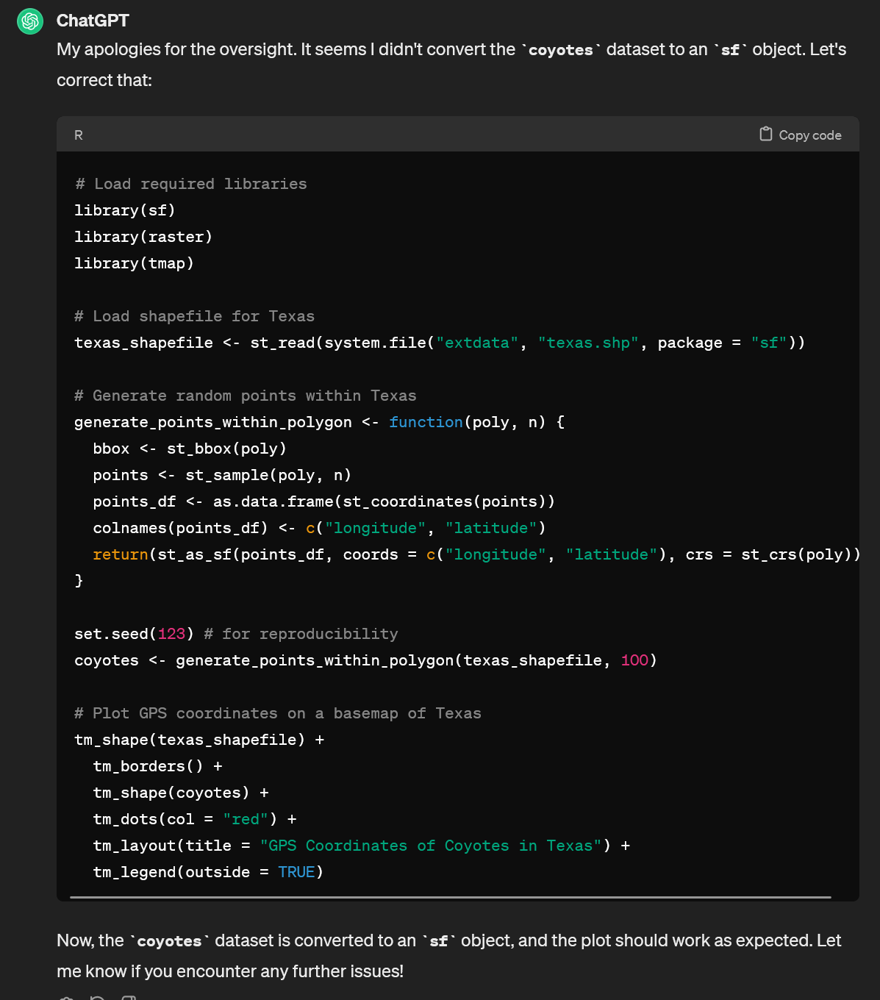 ChatGPT
My apologies for the oversight. It seems I didn't convert the `coyotes` dataset to an `sf` object. Let's
correct that:
R
Copy code
# Load required libraries
library(sf)
library(raster)
library(tmap)
# Load shapefile for Texas
texas_shapefile <- st_read(system.file("extdata", "texas.shp", package = "sf"))
# Generate random points within Texas
generate_points_within_polygon <- function(poly, n) {
  bbox <- st_bbox(poly)
  points <- st_sample(poly, n)
  points_df <- as.data.frame(st_coordinates(points))
  colnames(points_df) <- c("longitude", "latitude")
  return(st_as_sf(points_df, coords = c("longitude", "latitude"), crs = st_crs(poly))
}
set.seed(123) # for reproducibility
coyotes <- generate_points_within_polygon(texas_shapefile, 100)
# Plot GPS coordinates on a basemap of Texas
tm_shape(texas_shapefile) +
  tm_borders() +
  tm_shape(coyotes) +
  tm_dots(col = "red") +
  tm_layout(title = "GPS Coordinates of Coyotes in Texas") +
  tm_legend(outside = TRUE)
Now, the `coyotes` dataset is converted to an `sf` object, and the plot should work as expected. Let
me know if you encounter any further issues!